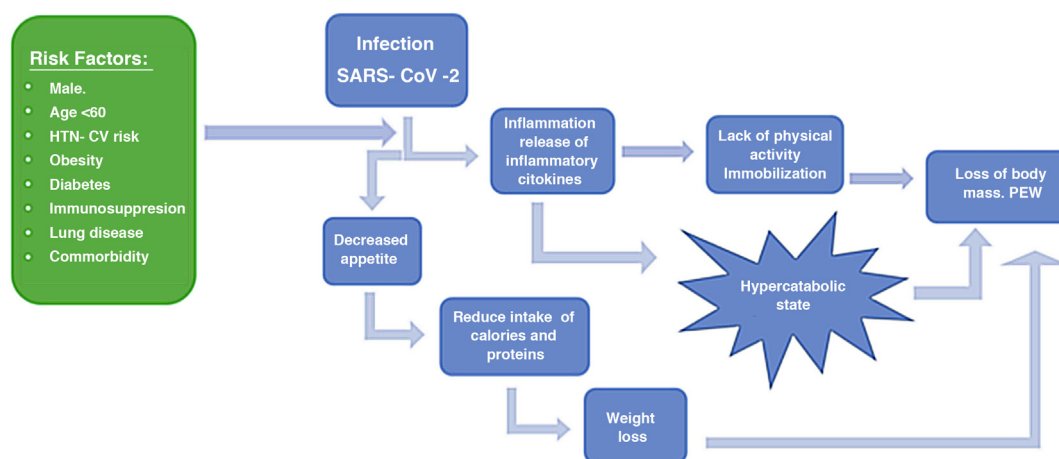 Risk Factors:
Male.
Age <60
HTN- CV risk
Obesity
Diabetes
Immunosuppresion
Lung disease
Commorbidity
Infection
SARS- CoV -2
Inflammation
release of
inflammatory
citokines
Lack of physical
activity
Immobilization
Loss of body
mass. PEW
Decreased
appetite
Hypercatabolic
state
Reduce intake of
calories and
proteins
Weight
loss